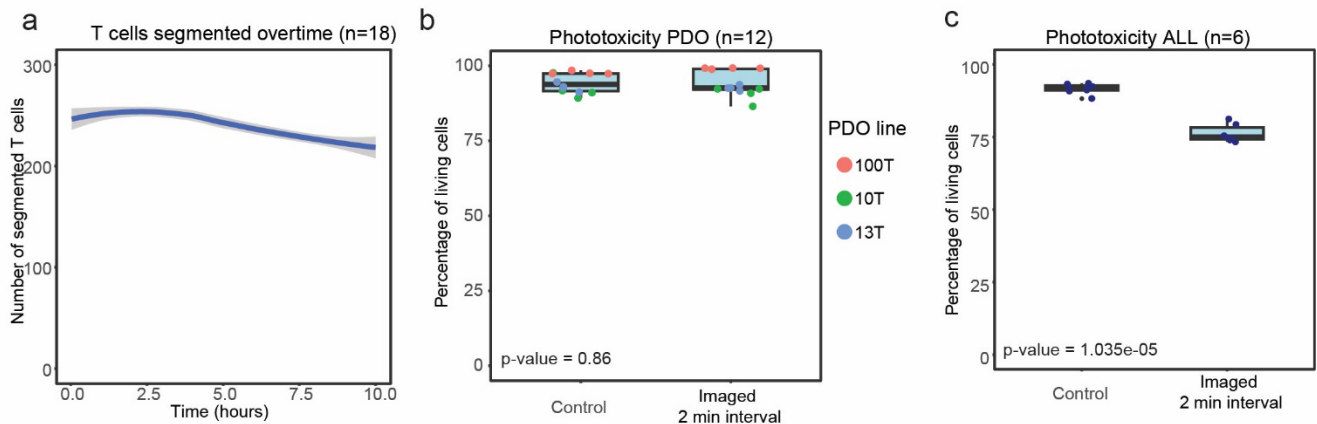 a
T cells segmented overtime (n=18)
Number of segmented T cells
300
200
100
0
0.0
2.5
5.0
7.5
10.0
Time (hours)
b
Phototoxicity PDO (n=12)
Percentage of living cells
100
75
50
25
0
p-value = 0.86
Control
Imaged
2 min interval
PDO line
100T
10T
13T
c
Phototoxicity ALL (n=6)
Percentage of living cells
100
75
50
25
0
p-value = 1.035e-05
Control
Imaged
2 min interval